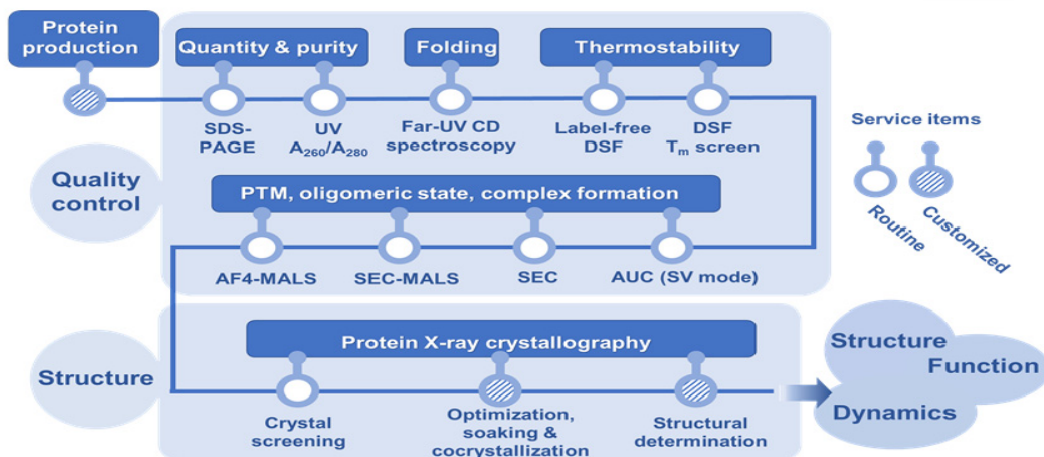 Protein
production
Quantity & purity
Folding
Thermostability
SDS-
PAGE
UV
A₂₆₀/A₂₈₀
Far-UV CD
spectroscopy
Label-free
DSF
DSF
Tₘ screen
Service items
Routine
Customized
Quality
control
PTM, oligomeric state, complex formation
AF4-MALS
SEC-MALS
SEC
AUC (SV mode)
Structure
Protein X-ray crystallography
Crystal
screening
Optimization,
soaking &
cocrystallization
Structural
determination
Structure
Function
Dynamics